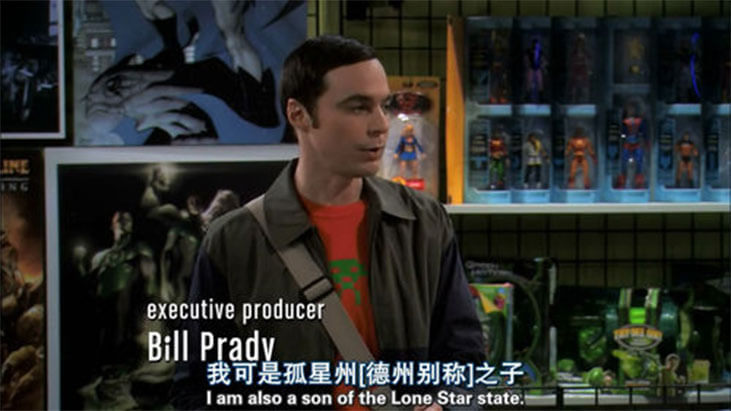 executive producer
Bill Prady
我可是孤星州[德州别称]之子
I am also a son of the Lone Star state.